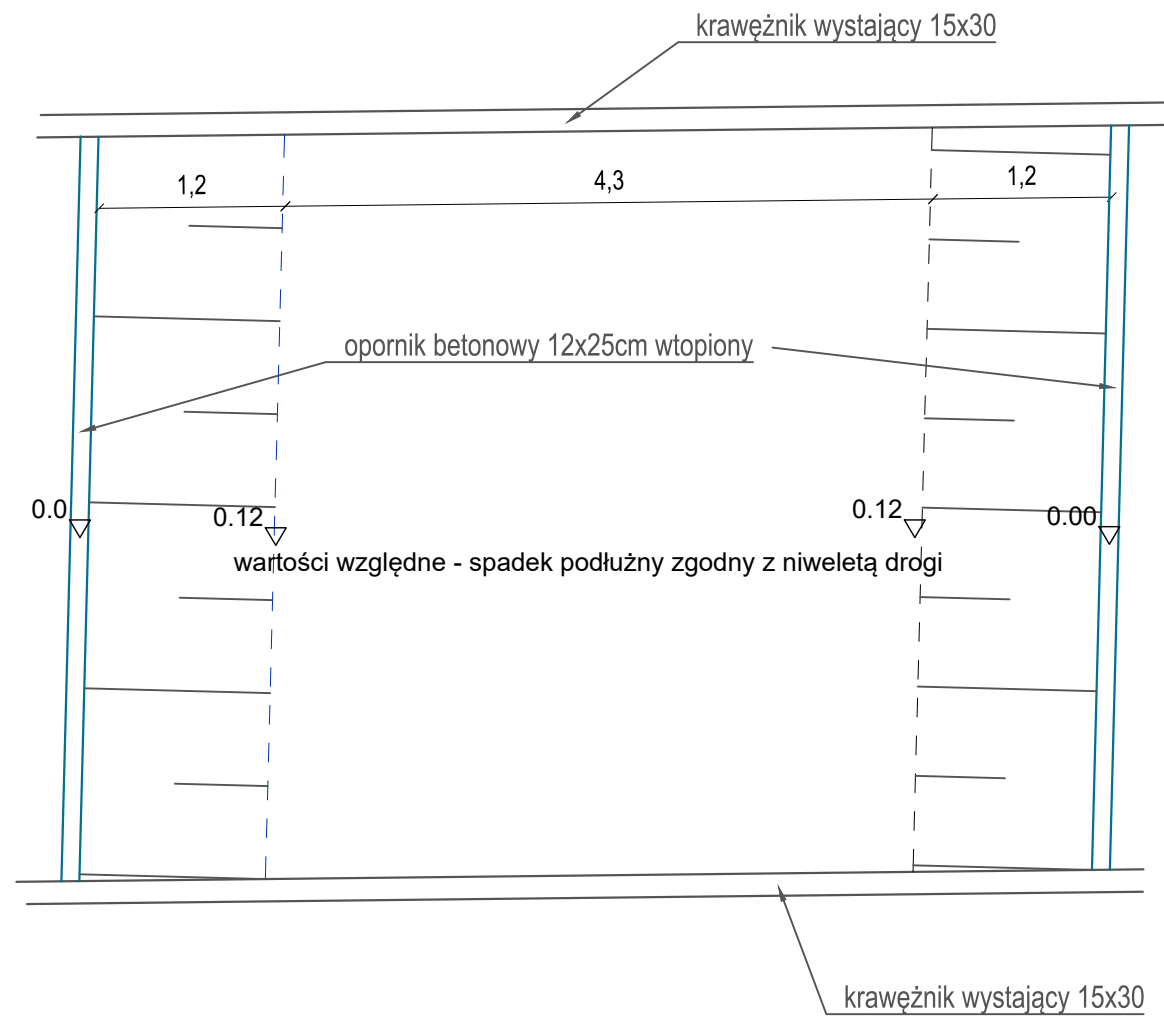 krawężnik wystający 15x30
1,2
4,3
1,2
opornik betonowy 12x25cm wtopiony
0.0
0.12
0.12
0.00
wartości względne - spadek podłużny zgodny z niweletą drogi
krawężnik wystający 15x30